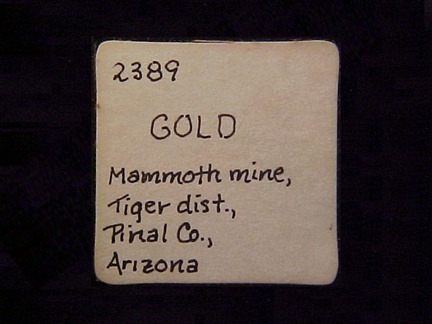 2389
GOLD
Mammoth mine,
Tiger dist.,
Pinal Co.,
Arizona